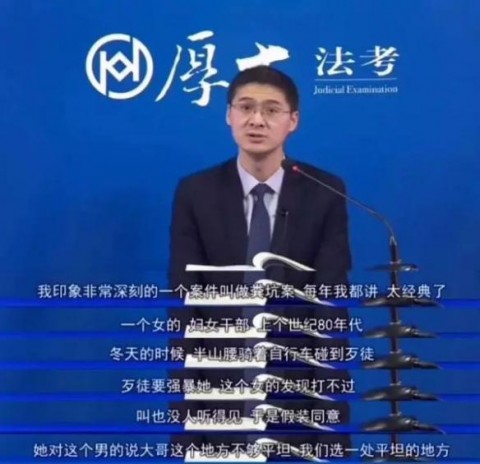 厚大 法考
Judicial Examination
我印象非常深刻的一个案件叫做粪坑案 每年我都讲 太经典了
一个女的 妇女干部 上个世纪80年代
冬天的时候 半山腰骑着自行车碰到歹徒
歹徒要强暴她 这个女的发现打不过
叫也没人听得见 于是假装同意
她对这个男的说大哥这个地方不够平坦 我们选一处平坦的地方